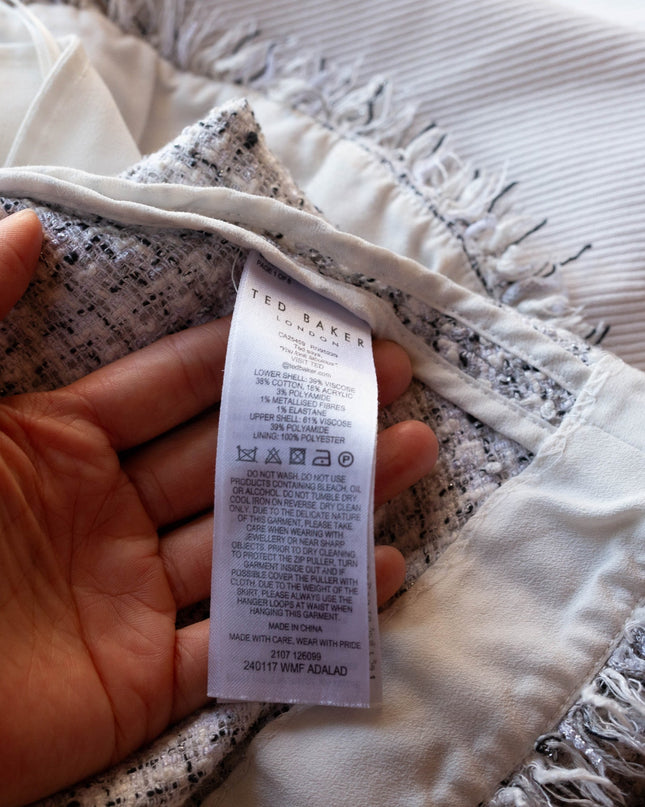 TED BAKER
LONDON
Ted says,
"You look fabulous"
VISIT TED
@tedbaker.com
LOWER SHELL: 39% VISCOSE
38% COTTON, 18% ACRYLIC
3% POLYAMIDE
1% METALLISED FIBRES
1% ELASTANE
UPPER SHELL: 61% VISCOSE
39% POLYAMIDE
LINING: 100% POLYESTER
P
DO NOT WASH. DO NOT USE
PRODUCTS CONTAINING BLEACH, OIL
OR ALCOHOL. DO NOT TUMBLE DRY.
COOL IRON ON REVERSE. DRY CLEAN
ONLY. DUE TO THE DELICATE NATURE
OF THIS GARMENT, PLEASE TAKE
CARE WHEN WEARING WITH
JEWELLERY OR NEAR SHARP
OBJECTS. PRIOR TO DRY CLEANING
TO PROTECT THE ZIP PULLER, TURN
GARMENT INSIDE OUT AND IF
POSSIBLE COVER THE PULLER WITH
CLOTH. DUE TO THE WEIGHT OF THE
SKIRT, PLEASE ALWAYS USE THE
HANGER LOOPS AT WAIST WHEN
HANGING THIS GARMENT.
MADE IN CHINA
MADE WITH CARE, WEAR WITH PRIDE
2107 126099
240117 WMF ADALAD